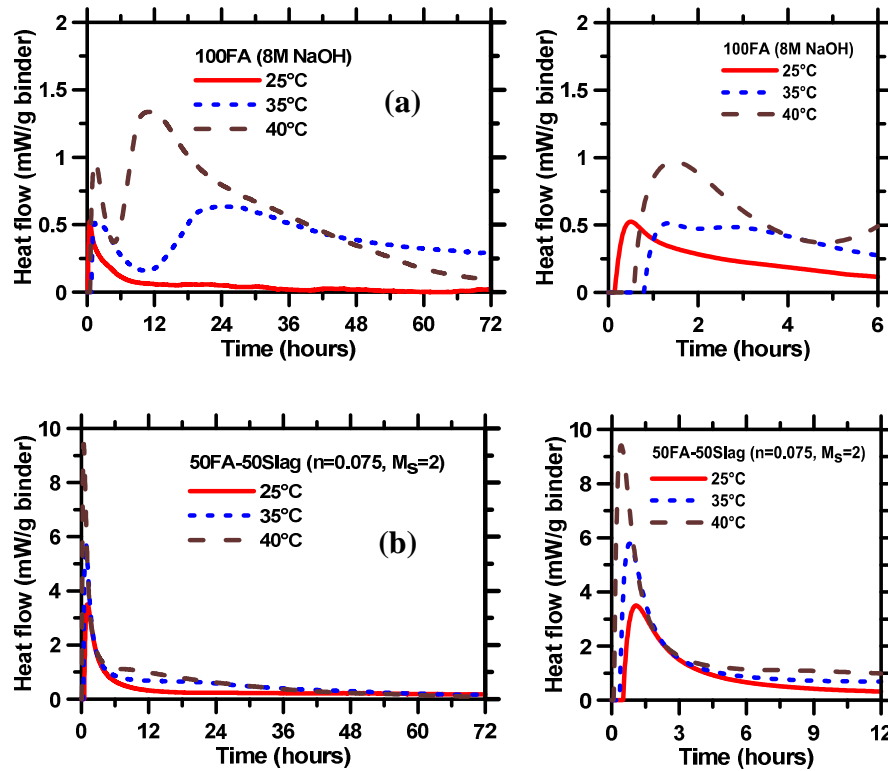 2
1.5
1
0.5
0
Heat flow (mW/g binder)
100FA (8M NaOH)
25°C
35°C
40°C
(a)
0 12 24 36 48 60 72
Time (hours)
2
1.5
1
0.5
0
Heat flow (mW/g binder)
100FA (8M NaOH)
25°C
35°C
40°C
0 2 4 6
Time (hours)
10
8
6
4
2
0
Heat flow (mW/g binder)
50FA-50Slag (n=0.075, MS=2)
25°C
35°C
40°C
(b)
0 12 24 36 48 60 72
Time (hours)
10
8
6
4
2
0
Heat flow (mW/g binder)
50FA-50Slag (n=0.075, MS=2)
25°C
35°C
40°C
0 3 6 9 12
Time (hours)